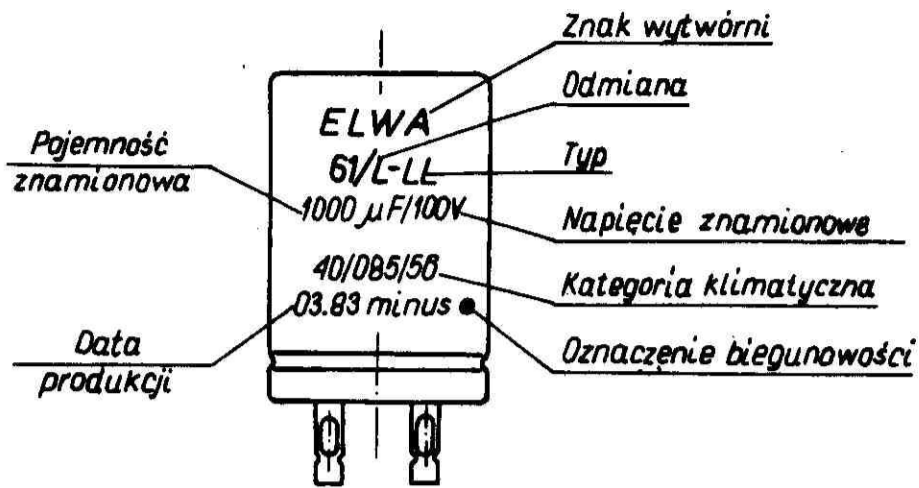 Znak wytwórni
Odmiana
Typ
Napięcie znamionowe
Kategoria klimatyczna
Oznaczenie biegunowości
Pojemność
znamionowa
Data
produkcji
ELWA
61/L-LL
1000 μF/100V
40/085/56
03.83 minus